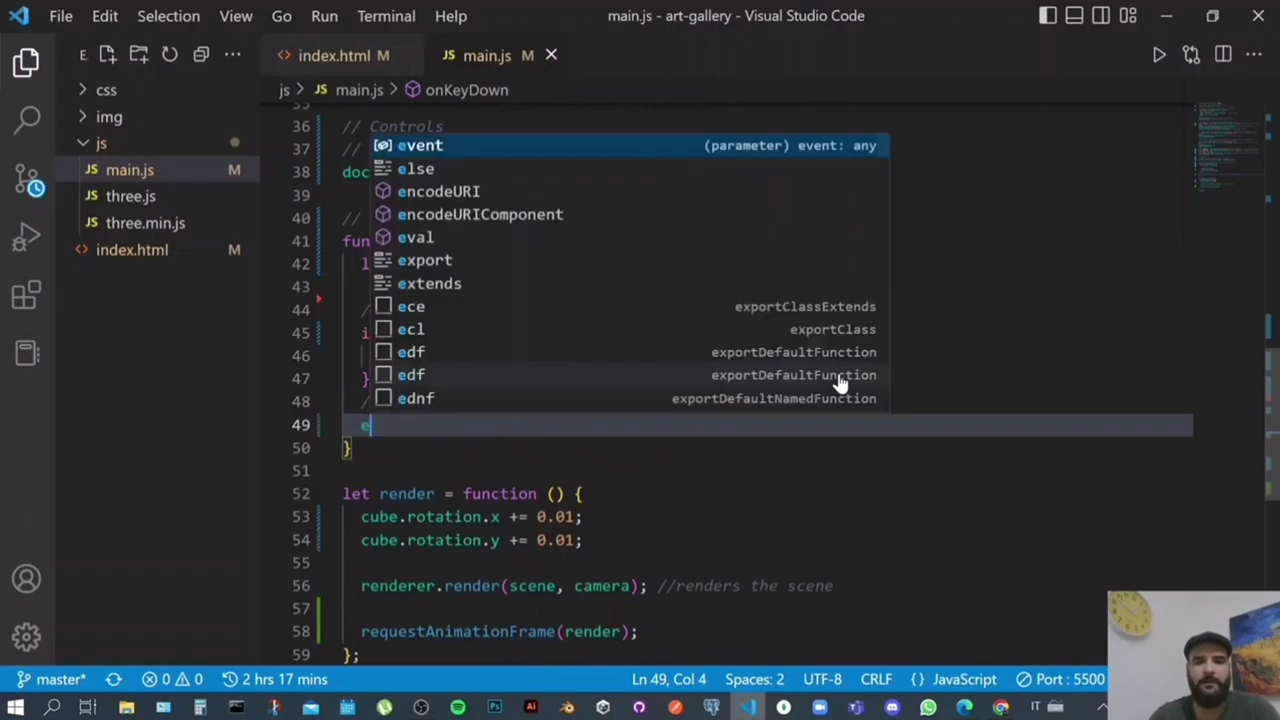 File Edit Selection View Go Run Terminal Help main.js - art-gallery - Visual Studio Code
E
index.html M
main.js M
css
js > main.js > onKeyDown
img
js
main.js M
three.js
three.min.js
index.html M
35
36 // Controls
37 //
38 doc
39
40 //
41 fun
42 l
43
44 /
45 i
46
47 }
48 /
49 e
50 }
51
52 let render = function () {
53 cube.rotation.x += 0.01;
54 cube.rotation.y += 0.01;
55
56 renderer.render(scene, camera); //renders the scene
57
58 requestAnimationFrame(render);
59 };
event (parameter) event: any
else
encodeURI
encodeURIComponent
eval
export
extends
ece exportClassExtends
ecl exportClass
edf exportDefaultFunction
edf exportDefaultFunction
ednf exportDefaultNamedFunction
master* 0 0 2 hrs 17 mins Ln 49, Col 4 Spaces: 2 UTF-8 CRLF {} JavaScript Port : 5500
IT